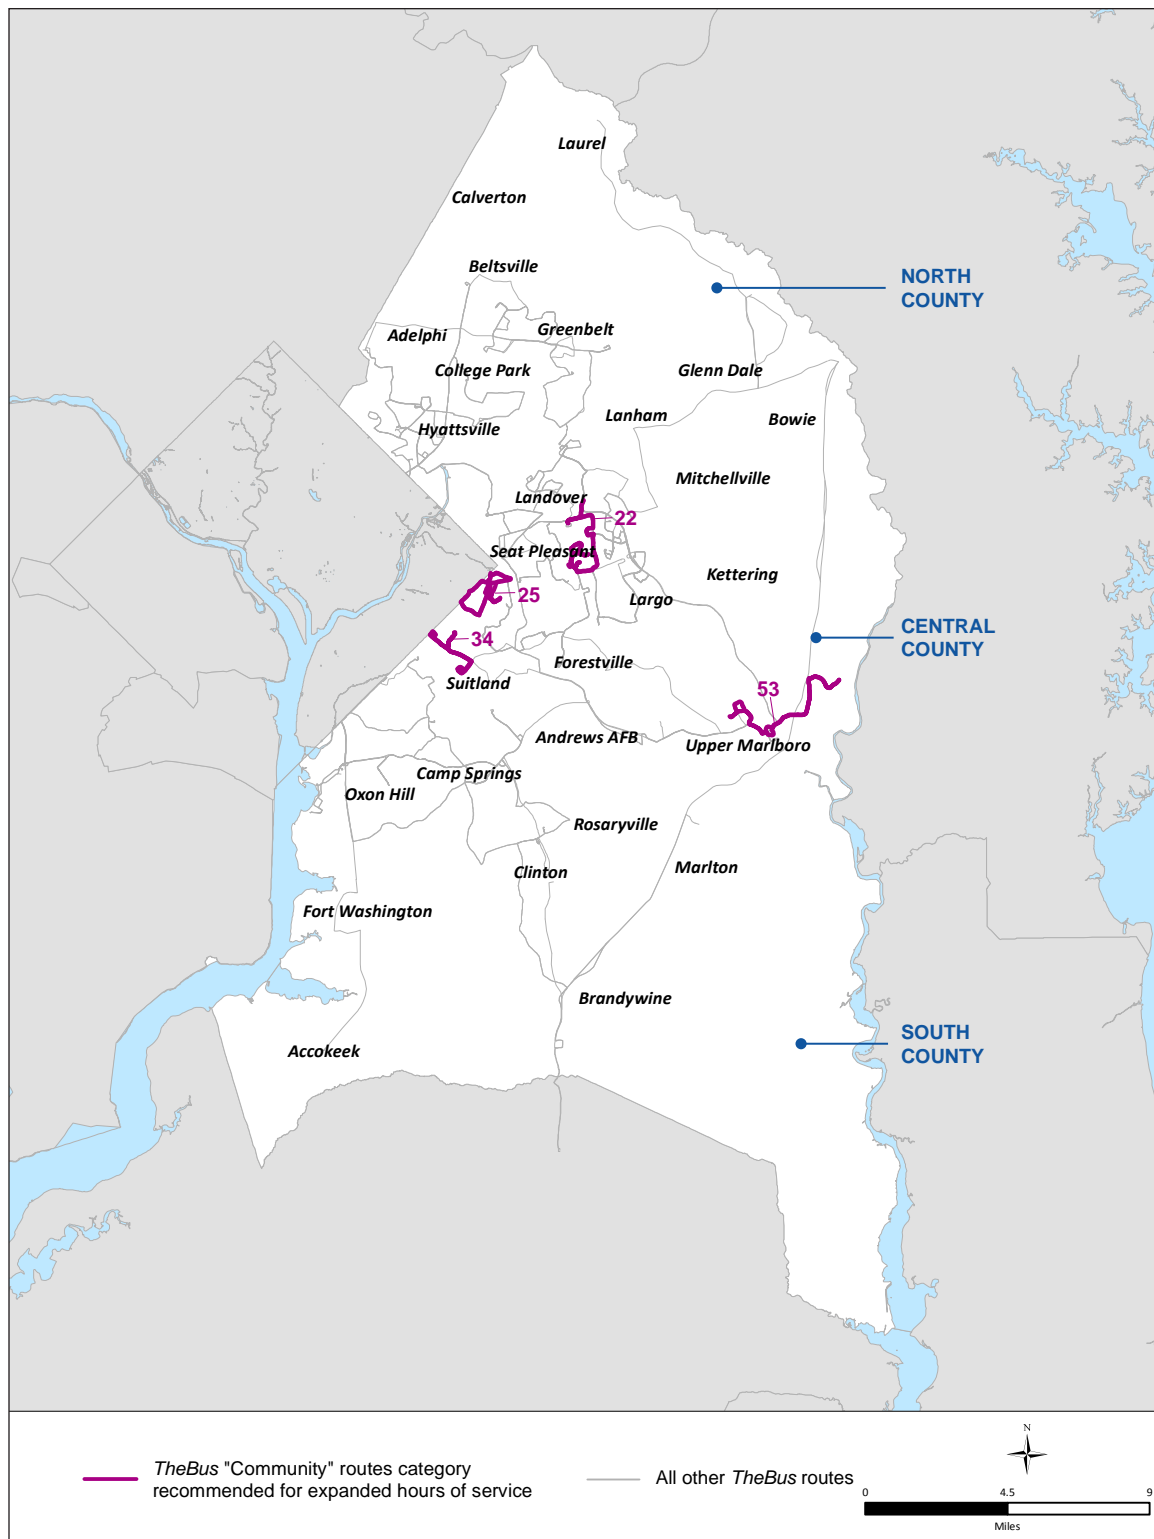 Laurel
Calverton
Beltsville
NORTH
COUNTY
Adelphi
Greenbelt
College Park
Glenn Dale
Lanham
Bowie
Hyattsville
Mitchellville
Landover
22
Seat Pleasant
Kettering
25
Largo
CENTRAL
COUNTY
34
Forestville
Suitland
53
Andrews AFB
Upper Marlboro
Camp Springs
Oxon Hill
Rosaryville
Clinton
Marlton
Fort Washington
Brandywine
SOUTH
COUNTY
Accokeek
N
TheBus "Community" routes category
recommended for expanded hours of service
All other TheBus routes
0 4.5 9
Miles